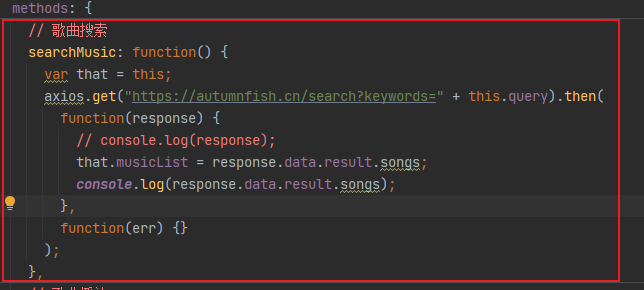 methods: {
// 歌曲搜索
searchMusic: function() {
var that = this;
axios.get("https://autumnfish.cn/search?keywords=" + this.query).then(
function(response) {
// console.log(response);
that.musicList = response.data.result.songs;
console.log(response.data.result.songs);
},
function(err) {}
);
},